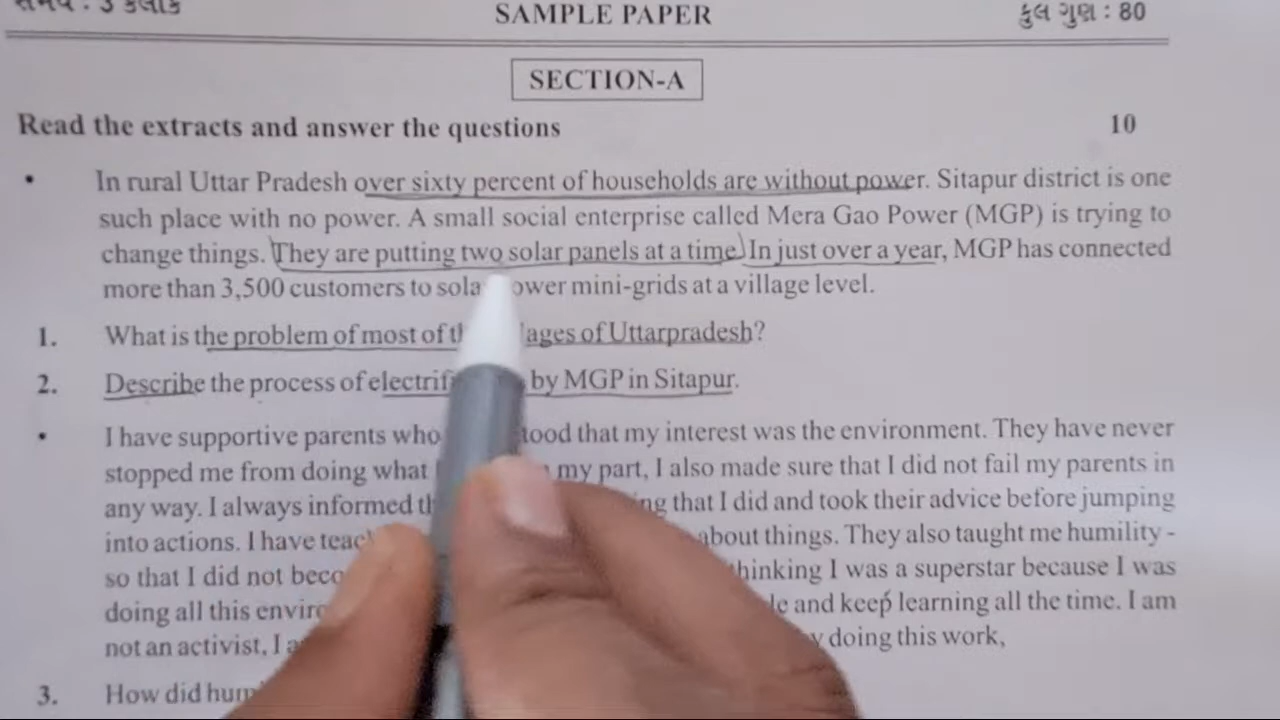 સમય : 3 કલાક SAMPLE PAPER કુલ ગુણ : 80
SECTION-A
Read the extracts and answer the questions 10
• In rural Uttar Pradesh over sixty percent of households are without power. Sitapur district is one
such place with no power. A small social enterprise called Mera Gao Power (MGP) is trying to
change things. They are putting two solar panels at a time. In just over a year, MGP has connected
more than 3,500 customers to sola ower mini-grids at a village level.
1. What is the problem of most of th lages of Uttarpradesh?
2. Describe the process of electrif by MGP in Sitapur.
• I have supportive parents who tood that my interest was the environment. They have never
stopped me from doing what my part, I also made sure that I did not fail my parents in
any way. I always informed th ng that I did and took their advice before jumping
into actions. I have teac about things. They also taught me humility -
so that I did not beco thinking I was a superstar because I was
doing all this enviro le and keep learning all the time. I am
not an activist, I a y doing this work,
3. How did hum